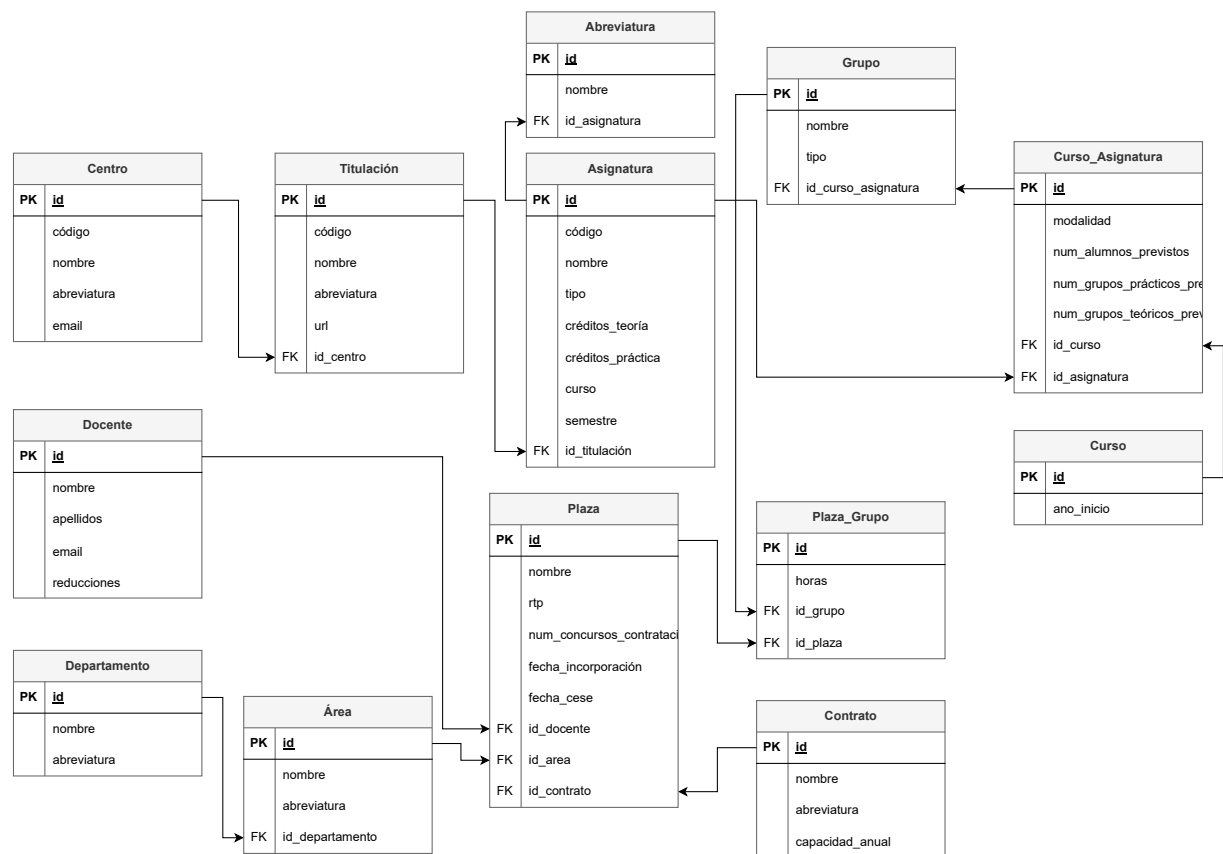 Abreviatura
PK id
nombre
FK id_asignatura
Grupo
PK id
nombre
tipo
FK id_curso_asignatura
Curso_Asignatura
PK id
modalidad
num_alumnos_previstos
num_grupos_prácticos_pre
num_grupos_teóricos_prev
FK id_curso
FK id_asignatura
Centro
PK id
código
nombre
abreviatura
email
Titulación
PK id
código
nombre
abreviatura
url
FK id_centro
Asignatura
PK id
código
nombre
tipo
créditos_teoría
créditos_práctica
curso
semestre
FK id_titulación
Docente
PK id
nombre
apellidos
email
reducciones
Curso
PK id
ano_inicio
Plaza
PK id
nombre
rtp
num_concursos_contrataci
fecha_incorporación
fecha_cese
FK id_docente
FK id_area
FK id_contrato
Plaza_Grupo
PK id
horas
FK id_grupo
FK id_plaza
Departamento
PK id
nombre
abreviatura
Área
PK id
nombre
abreviatura
FK id_departamento
Contrato
PK id
nombre
abreviatura
capacidad_anual